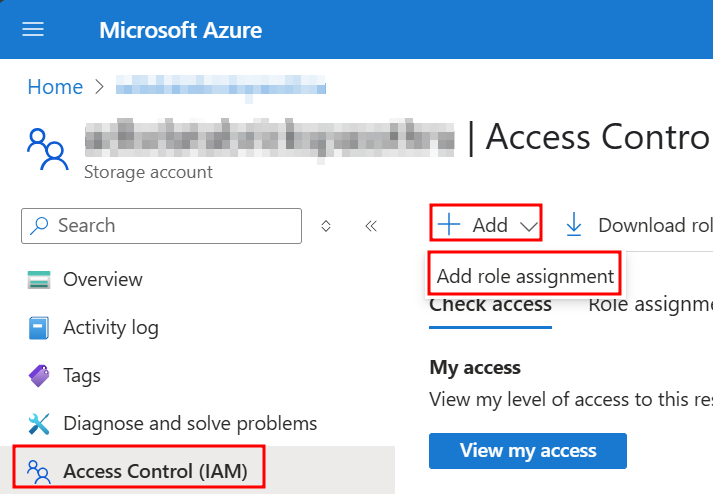 Microsoft Azure
Home >
| Access Contro
Storage account
Search
Add
Download rol
Add role assignment
Overview
Check access
Role assignme
Activity log
My access
Tags
View my level of access to this res
Diagnose and solve problems
View my access
Access Control (IAM)